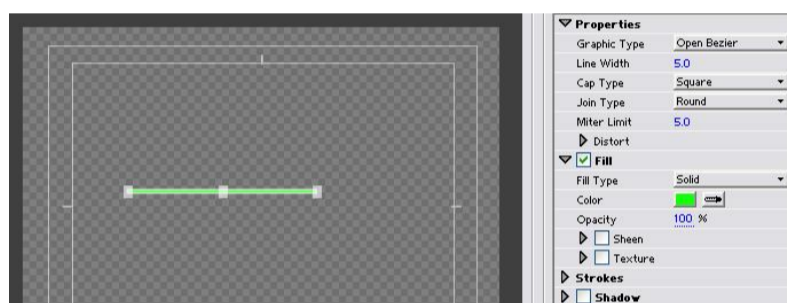 Properties
Graphic Type Open Bezier
Line Width 5.0
Cap Type Square
Join Type Round
Miter Limit 5.0
Distort
Fill
Fill Type Solid
Color
Opacity 100 %
Sheen
Texture
Strokes
Shadow